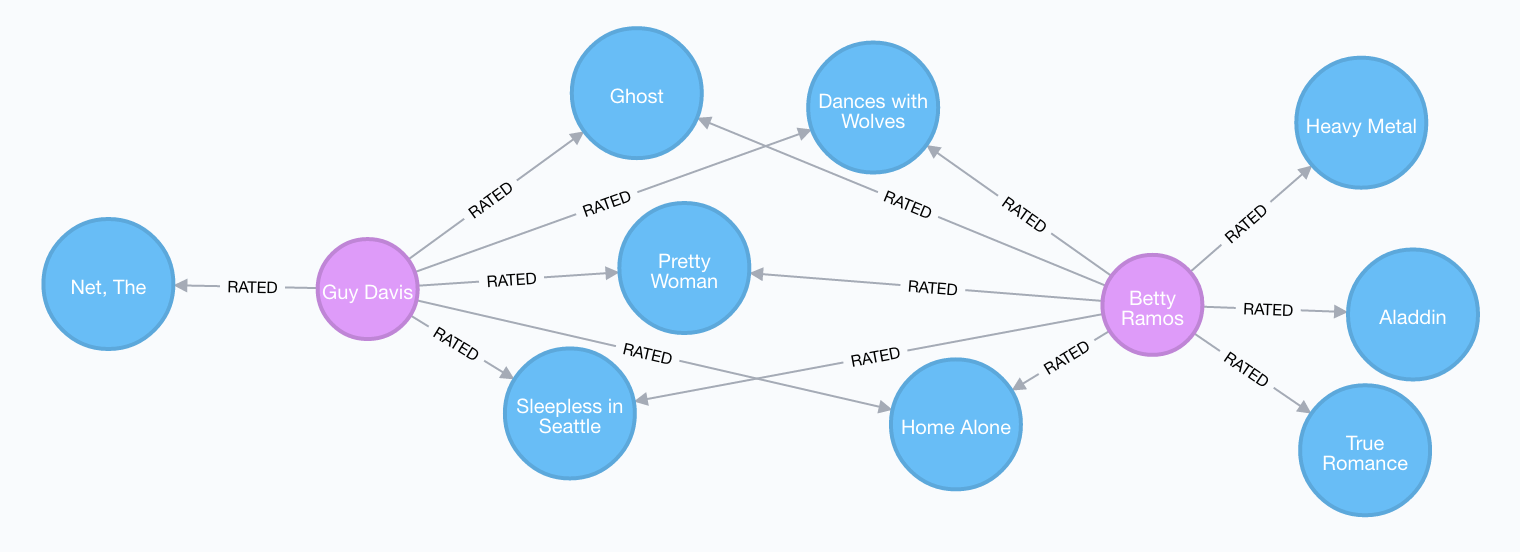 Ghost
Dances with
Wolves
Heavy Metal
RATED
RATED
RATED
RATED
RATED
Net, The
RATED
Guy Davis
RATED
Pretty
Woman
RATED
Betty
Ramos
RATED
Aladdin
RATED
RATED
RATED
RATED
RATED
Sleepless in
Seattle
Home Alone
True
Romance